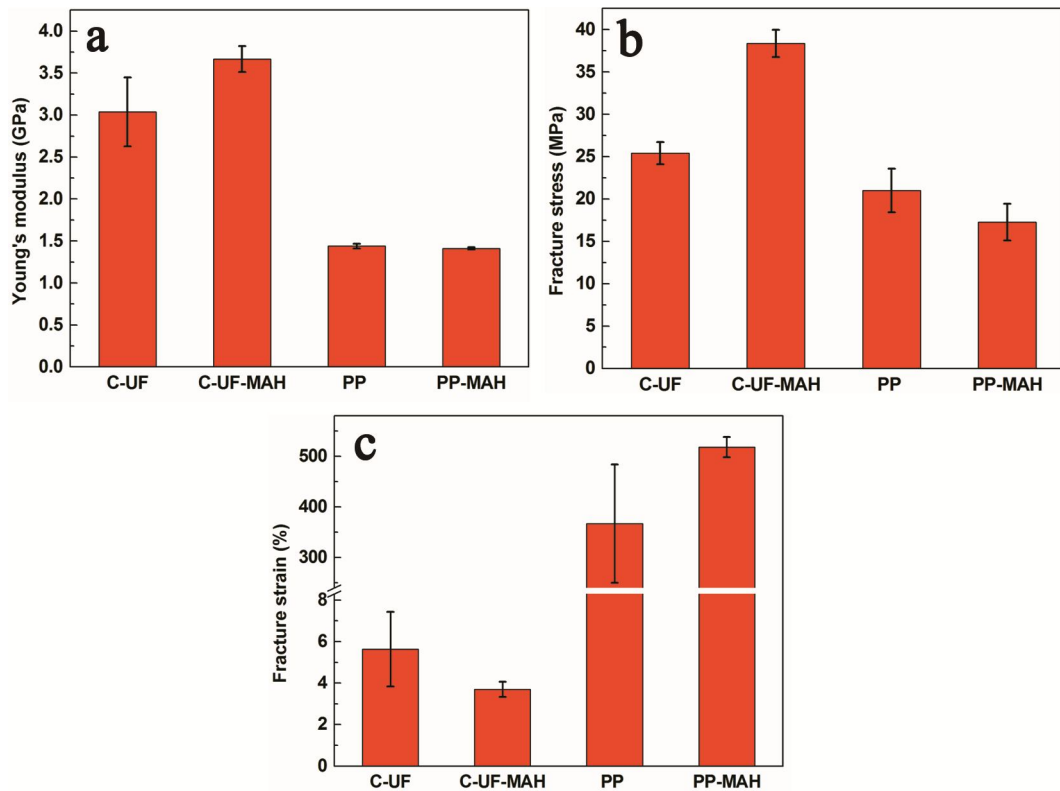 a
Young's modulus (GPa)
4.0
3.5
3.0
2.5
2.0
1.5
1.0
0.5
0.0
C-UF C-UF-MAH PP PP-MAH
b
Fracture stress (MPa)
40
35
30
25
20
15
10
5
0
C-UF C-UF-MAH PP PP-MAH
c
Fracture strain (%)
500
400
300
8
6
4
2
0
C-UF C-UF-MAH PP PP-MAH